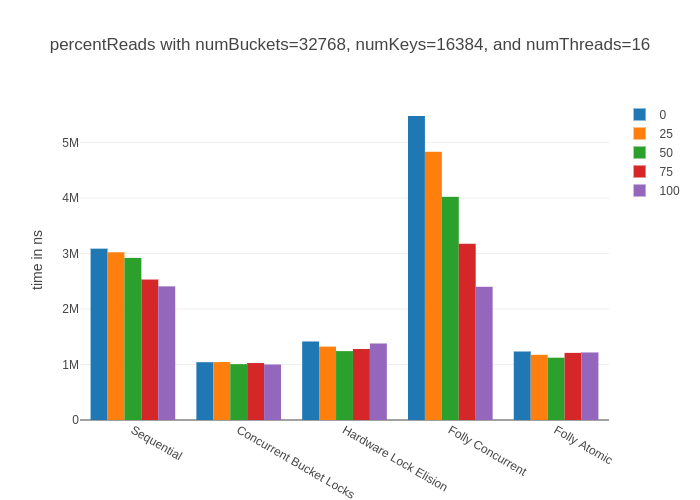 percentReads with numBuckets=32768, numKeys=16384, and numThreads=16
0
25
50
75
100
time in ns
5M
4M
3M
2M
1M
0
Sequential
Concurrent Bucket Locks
Hardware Lock Elision
Folly Concurrent
Folly Atomic